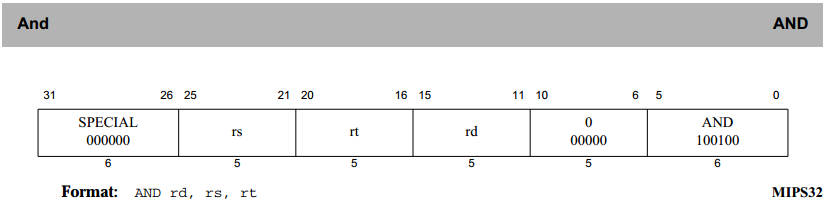 And AND
31 26 25 21 20 16 15 11 10 6 5 0
SPECIAL rs rt rd 0 AND
000000 00000 100100
6 5 5 5 5 6
Format: AND rd, rs, rt MIPS32